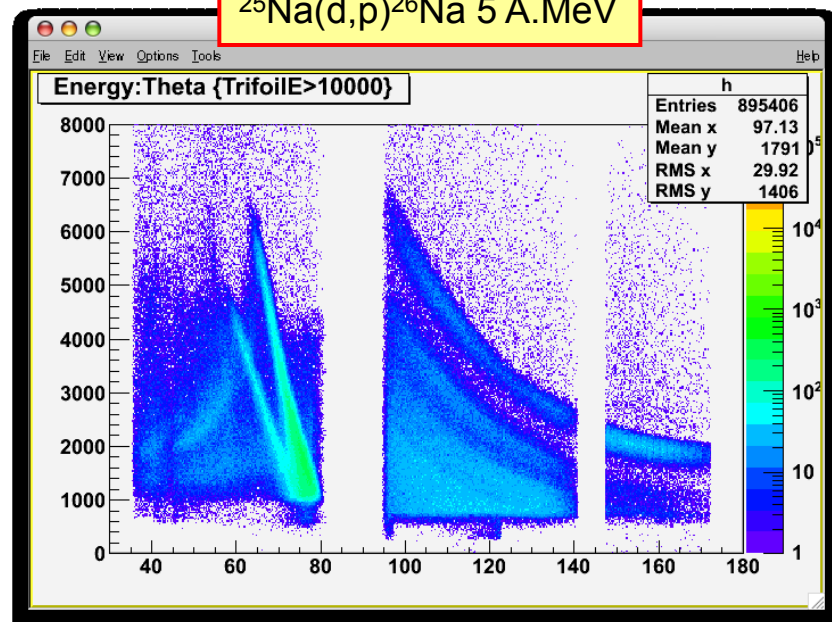 ²⁵Na(d,p)²⁶Na 5 A.MeV
File Edit View Options Tools Help
Energy:Theta {TrifoilE>10000}
h
Entries 895406
Mean x 97.13
Mean y 1791
RMS x 29.92
RMS y 1406
8000
7000
6000
5000
4000
3000
2000
1000
0
40 60 80 100 120 140 160 180
10⁴
10³
10²
10
1